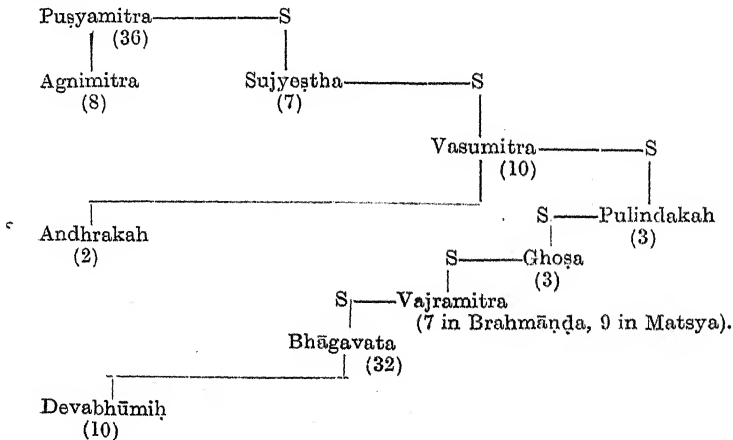 Puṣyamitra S
(36)
Agnimitra Sujyeṣtha S
(8) (7)
Vasumitra S
(10)
S Pulindakah
Andhrakah (3)
(2)
S Ghoṣa
(3)
S Vajramitra
(7 in Brahmāṇḍa, 9 in Matsya).
Bhāgavata
(32)
Devabhūmiḥ
(10)